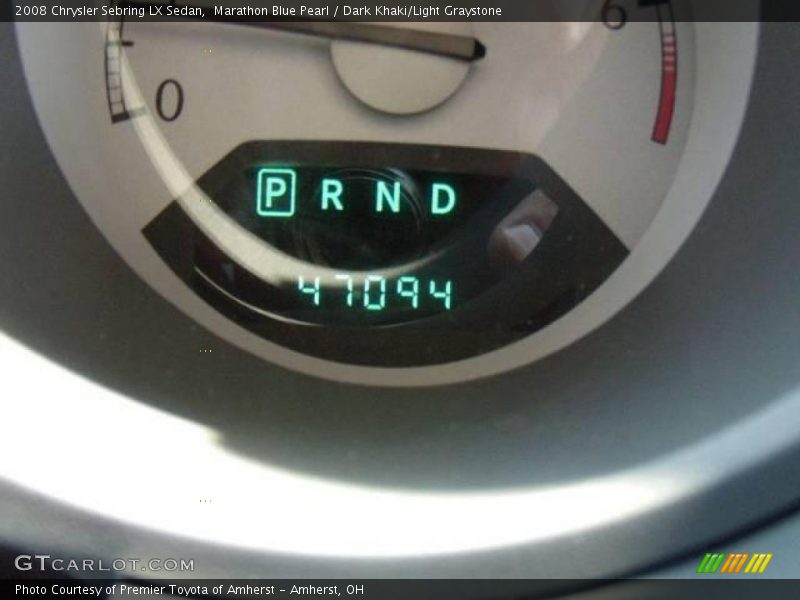 2008 Chrysler Sebring LX Sedan,  Marathon Blue Pearl / Dark Khaki/Light Graystone
0
6
P R N D
47094
GTCARLOT.COM
Photo Courtesy of Premier Toyota of Amherst - Amherst, OH